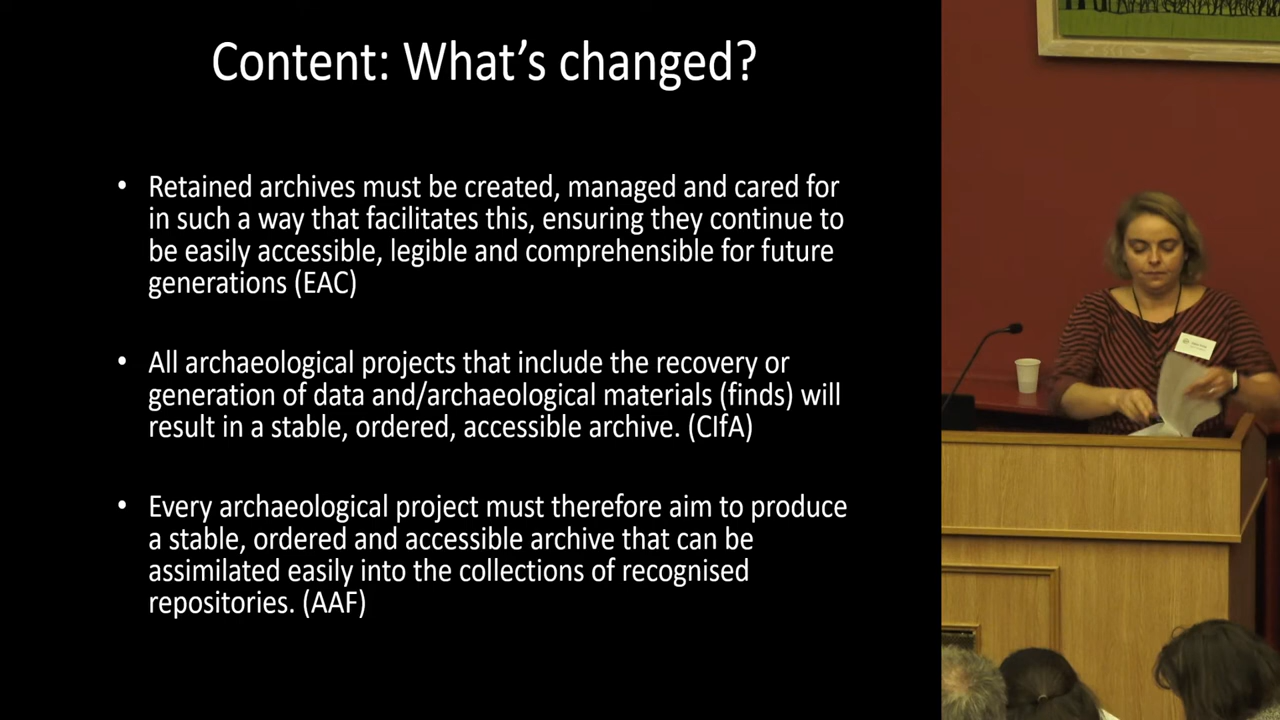 Content: What's changed?
• Retained archives must be created, managed and cared for
in such a way that facilitates this, ensuring they continue to
be easily accessible, legible and comprehensible for future
generations (EAC)
• All archaeological projects that include the recovery or
generation of data and/archaeological materials (finds) will
result in a stable, ordered, accessible archive. (CIfA)
• Every archaeological project must therefore aim to produce
a stable, ordered and accessible archive that can be
assimilated easily into the collections of recognised
repositories. (AAF)